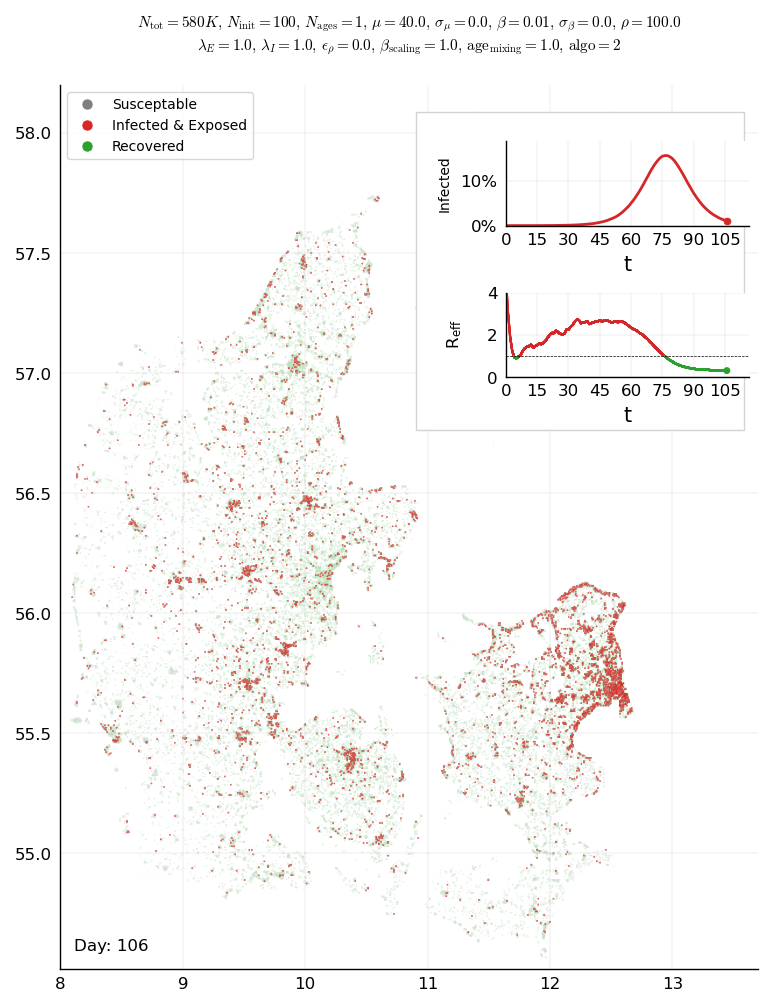 N_tot = 580K, N_init = 100, N_ages = 1, μ = 40.0, σ_μ = 0.0, β = 0.01, σ_β = 0.0, ρ = 100.0
λ_E = 1.0, λ_I = 1.0, ε_ρ = 0.0, β_scaling = 1.0, age_mixing = 1.0, algo = 2
Susceptable
Infected & Exposed
Recovered
Infected
10%
0%
0 15 30 45 60 75 90 105
t
R_eff
4
2
0
0 15 30 45 60 75 90 105
t
58.0
57.5
57.0
56.5
56.0
55.5
55.0
Day: 106
8 9 10 11 12 13